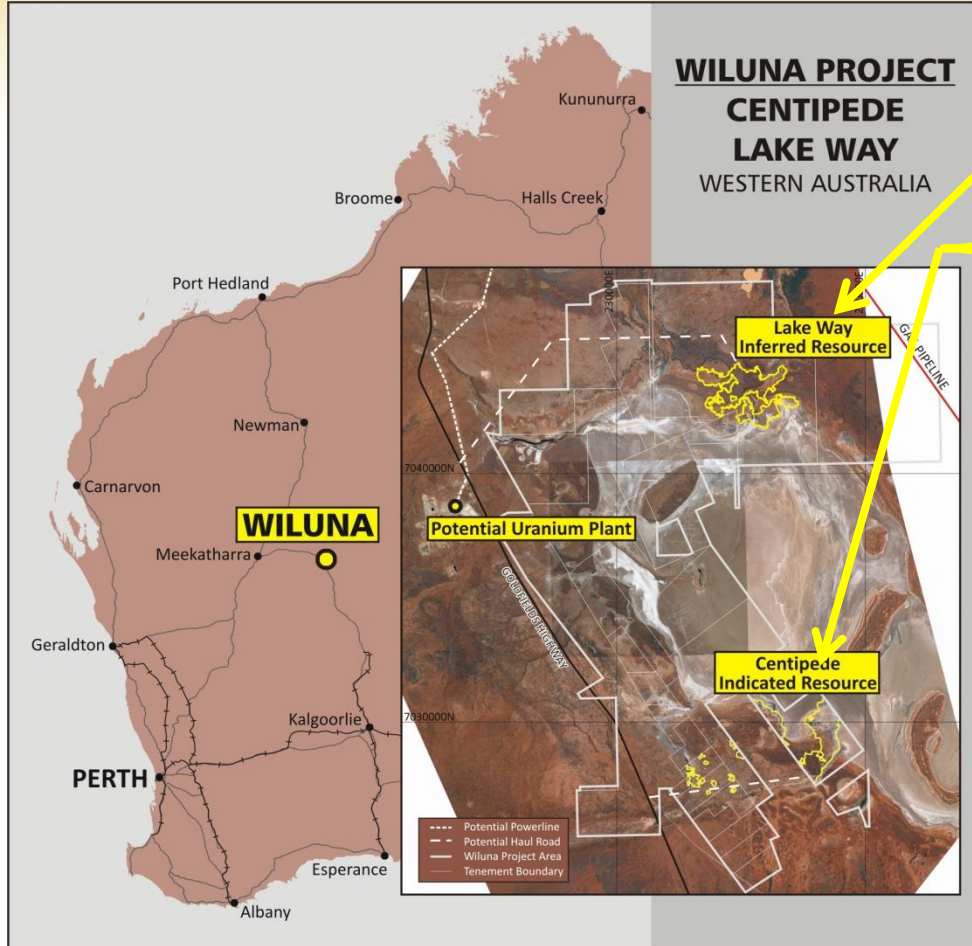 WILUNA PROJECT
CENTIPEDE
LAKE WAY
WESTERN AUSTRALIA
Kununurra
Broome
Halls Creek
Port Hedland
Newman
Carnarvon
WILUNA
Meekatharra
Geraldton
Kalgoorlie
PERTH
Esperance
Albany
230000E
Lake Way
Inferred Resource
GAS PIPELINE
7040000N
Potential Uranium Plant
GOLDFIELDS HIGHWAY
Centipede
Indicated Resource
7030000N
Potential Powerline
Potential Haul Road
Wiluna Project Area
Tenement Boundary